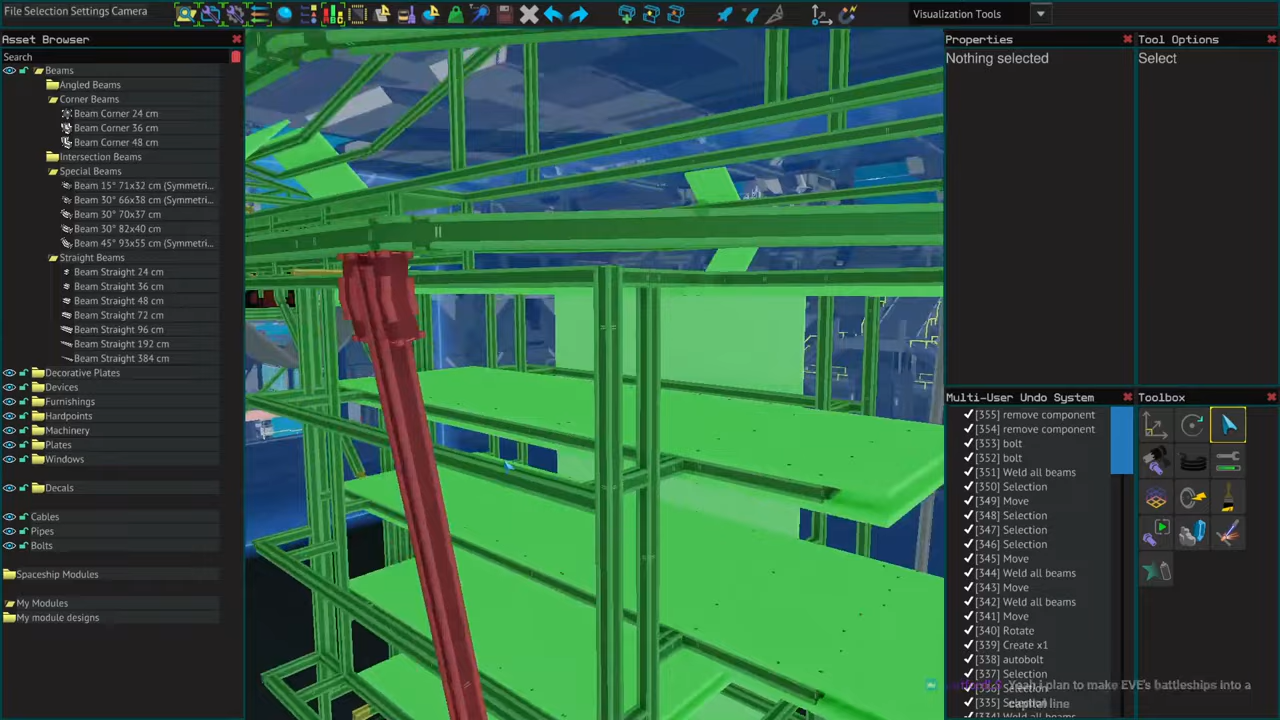 File Selection Settings Camera
Visualization Tools
Asset Browser
Search
Beams
Angled Beams
Corner Beams
Beam Corner 24 cm
Beam Corner 36 cm
Beam Corner 48 cm
Intersection Beams
Special Beams
Beam 15° 71x32 cm (Symmetri...
Beam 30° 66x38 cm (Symmetri...
Beam 30° 70x37 cm
Beam 30° 82x40 cm
Beam 45° 93x55 cm (Symmetri...
Straight Beams
Beam Straight 24 cm
Beam Straight 36 cm
Beam Straight 48 cm
Beam Straight 72 cm
Beam Straight 96 cm
Beam Straight 192 cm
Beam Straight 384 cm
Decorative Plates
Devices
Furnishings
Hardpoints
Machinery
Plates
Windows
Decals
Cables
Pipes
Bolts
Spaceship Modules
My Modules
My module designs
Properties
Nothing selected
Tool Options
Select
Multi-User Undo System
[355] remove component
[354] remove component
[353] bolt
[352] bolt
[351] Weld all beams
[350] Selection
[349] Move
[348] Selection
[347] Selection
[346] Selection
[345] Move
[344] Weld all beams
[343] Move
[342] Weld all beams
[341] Move
[340] Rotate
[339] Create x1
[338] autobolt
[337] Selection
[335] Selection
Toolbox
Yeah i plan to make EVE's battleships into a
capital line